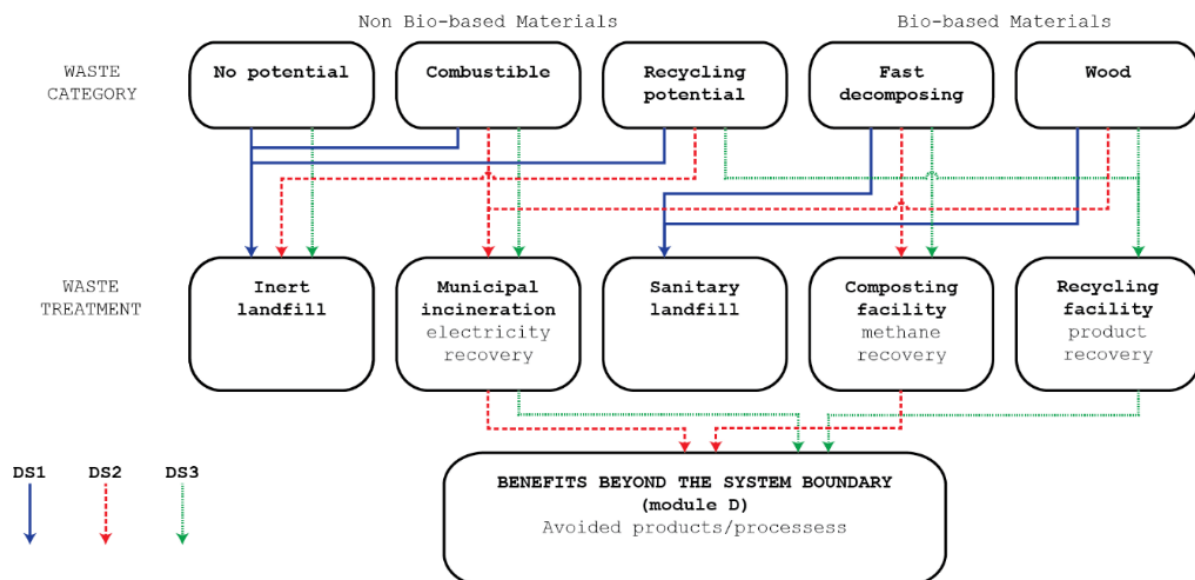 Non Bio-based Materials
Bio-based Materials
WASTE
CATEGORY
No potential
Combustible
Recycling
potential
Fast
decomposing
Wood
WASTE
TREATMENT
Inert
landfill
Municipal
incineration
electricity
recovery
Sanitary
landfill
Composting
facility
methane
recovery
Recycling
facility
product
recovery
DS1
DS2
DS3
BENEFITS BEYOND THE SYSTEM BOUNDARY
(module D)
Avoided products/processess